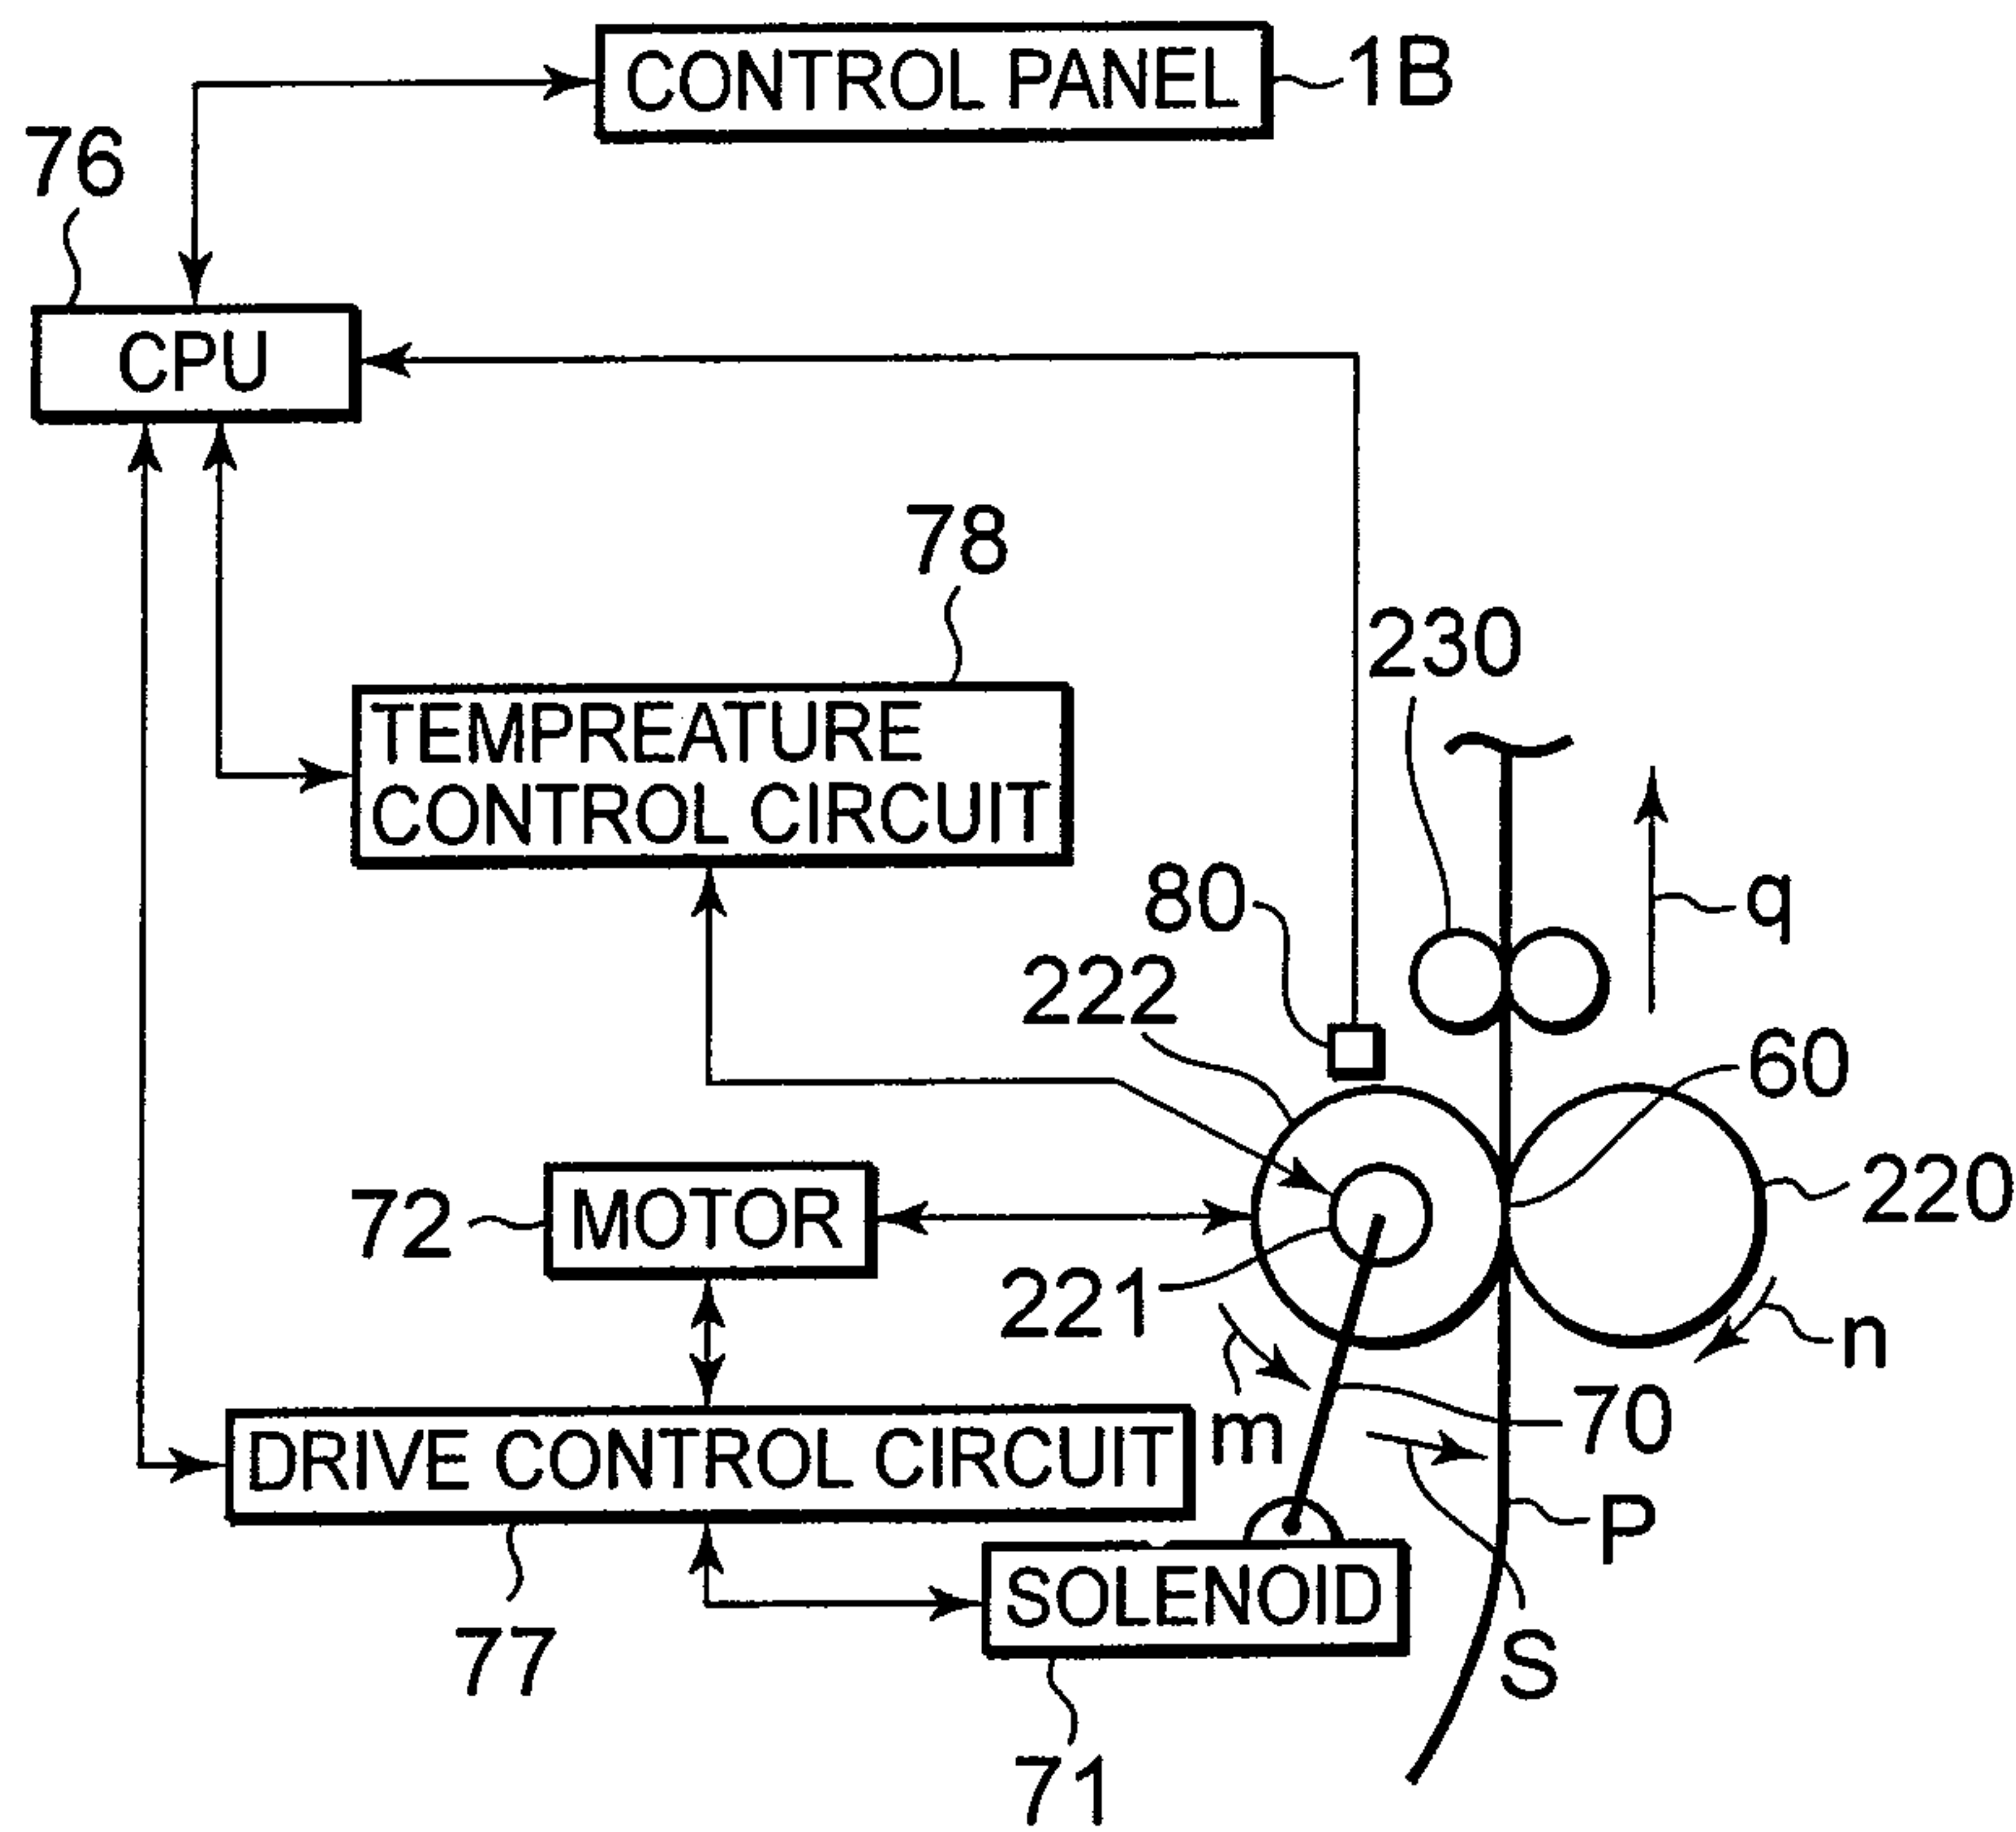 CONTROL PANEL
1B
76
CPU
78
TEMPREATURE
CONTROL CIRCUIT
230
80
q
222
60
72
MOTOR
220
221
n
m
70
DRIVE CONTROL CIRCUIT
P
SOLENOID
77
S
71